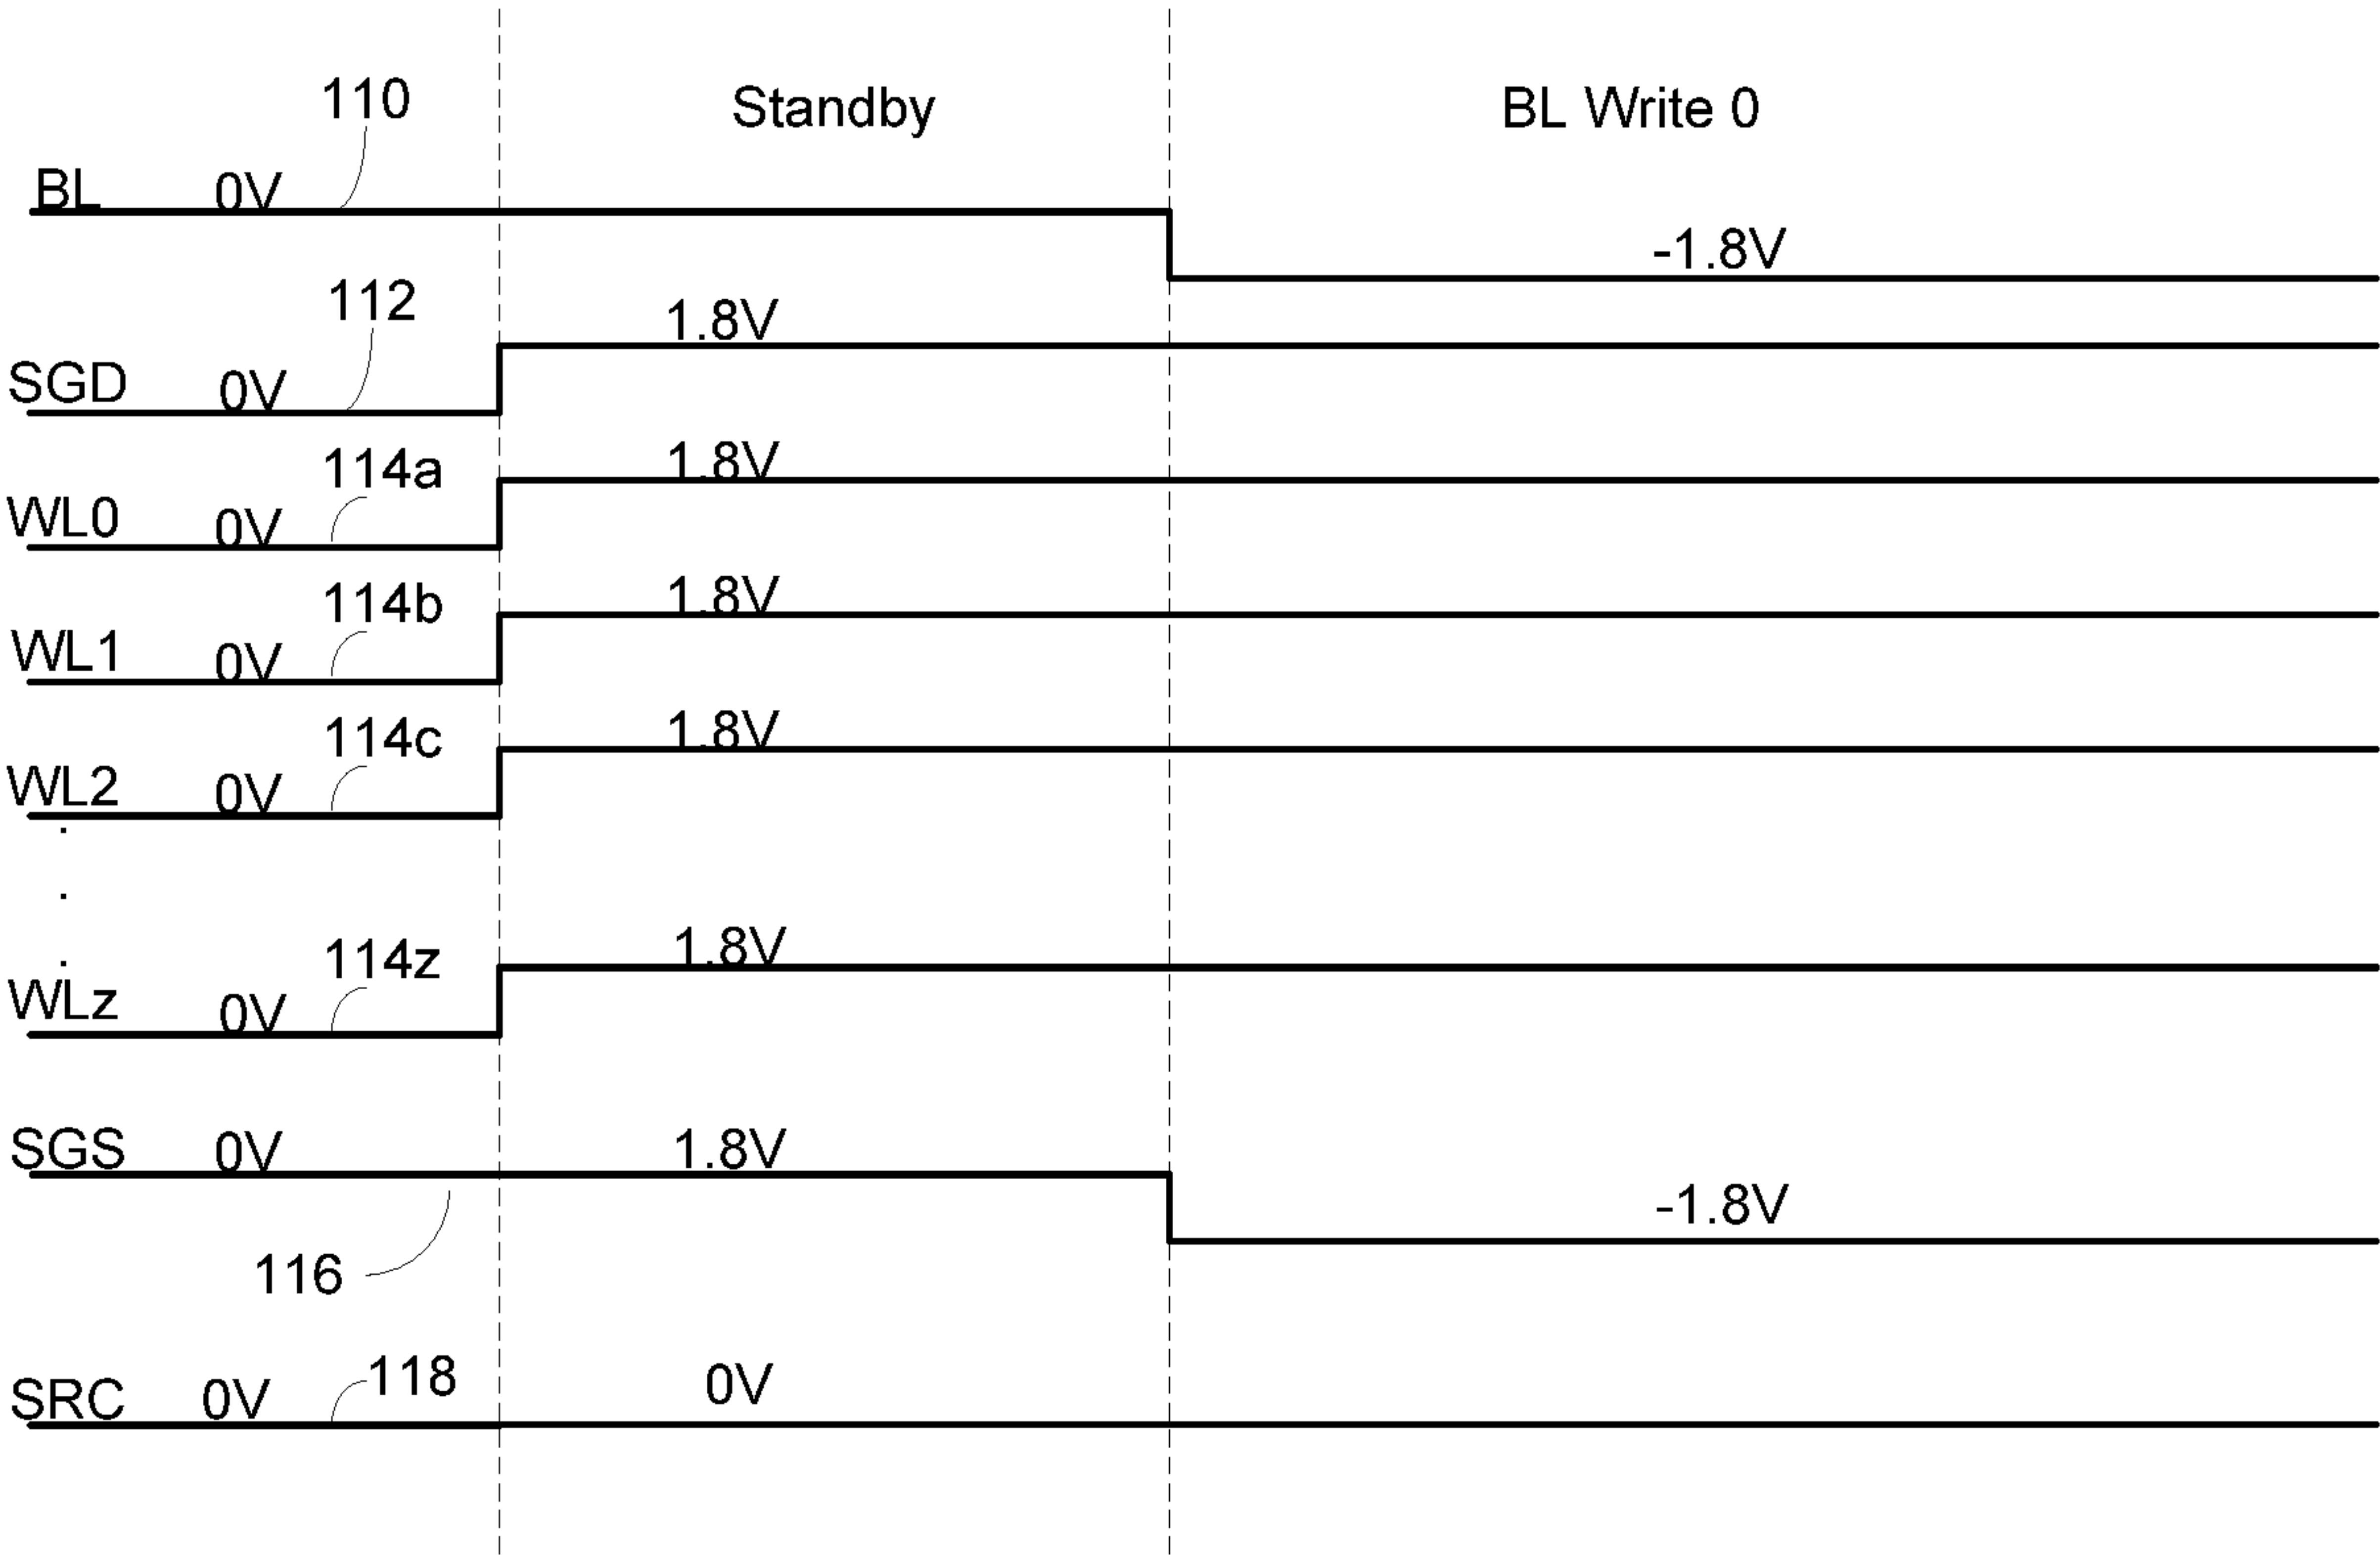 110 Standby BL Write 0
BL 0V
-1.8V
112 1.8V
SGD 0V
114a 1.8V
WL0 0V
114b 1.8V
WL1 0V
114c 1.8V
WL2 0V
.
.
.
114z 1.8V
WLz 0V
SGS 0V 1.8V
-1.8V
116
118 0V
SRC 0V